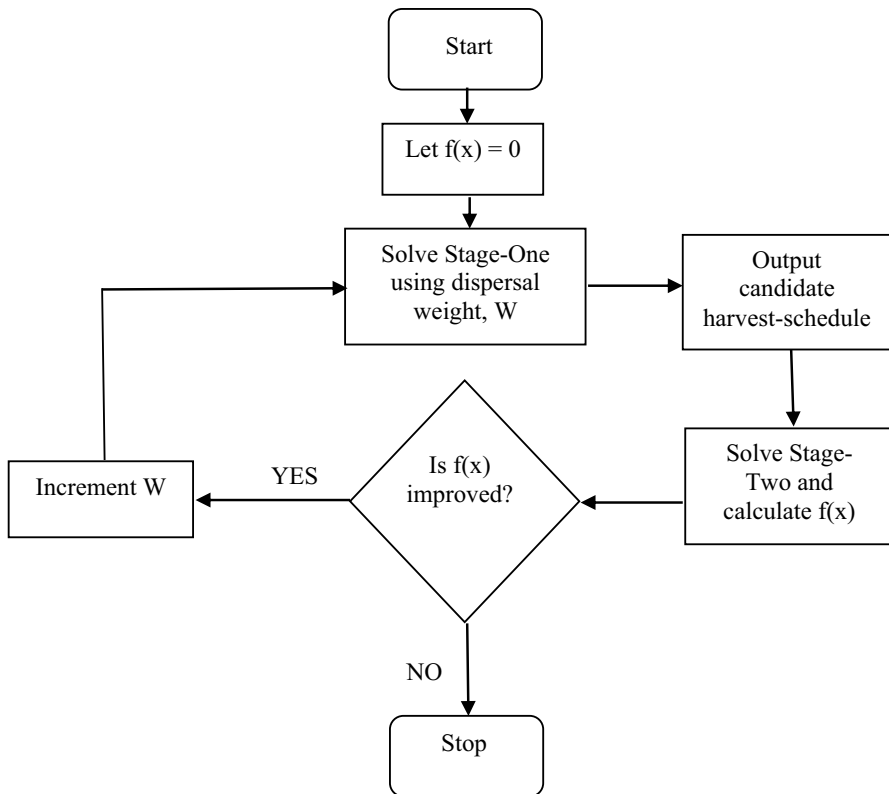 Start
Let f(x) = 0
Solve Stage-One
using dispersal
weight, W
Output
candidate
harvest-schedule
Solve Stage-
Two and
calculate f(x)
Is f(x)
improved?
YES
Increment W
NO
Stop